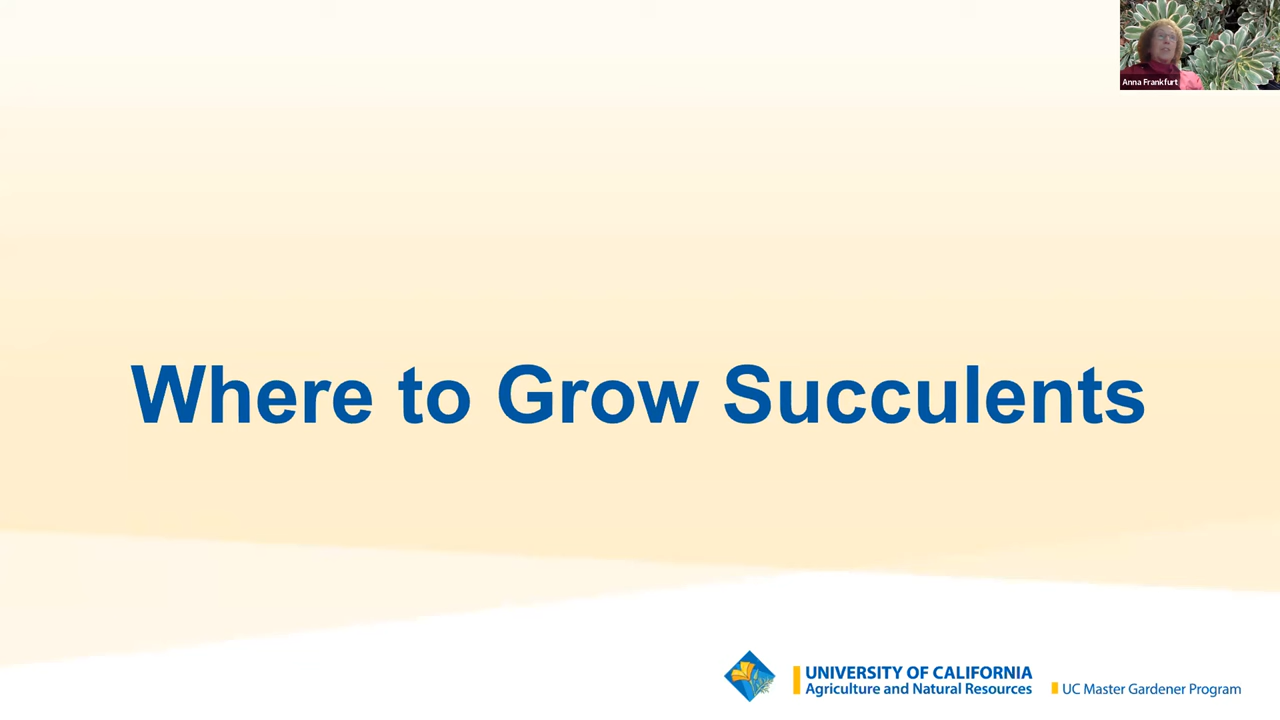 Anna Frankfurt
Where to Grow Succulents
UNIVERSITY OF CALIFORNIA
Agriculture and Natural Resources
UC Master Gardener Program